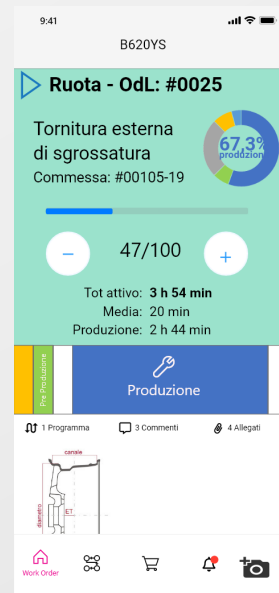 9:41
B620YS
Ruota - OdL: #0025
Tornitura esterna
di sgrossatura
Commessa: #00105-19
67,3%
produzion
47/100
Tot attivo: 3 h 54 min
Media: 20 min
Produzione: 2 h 44 min
Pre Produzione
Produzione
1 Programma 3 Commenti 4 Allegati
canale
diametro
ET
Work Order